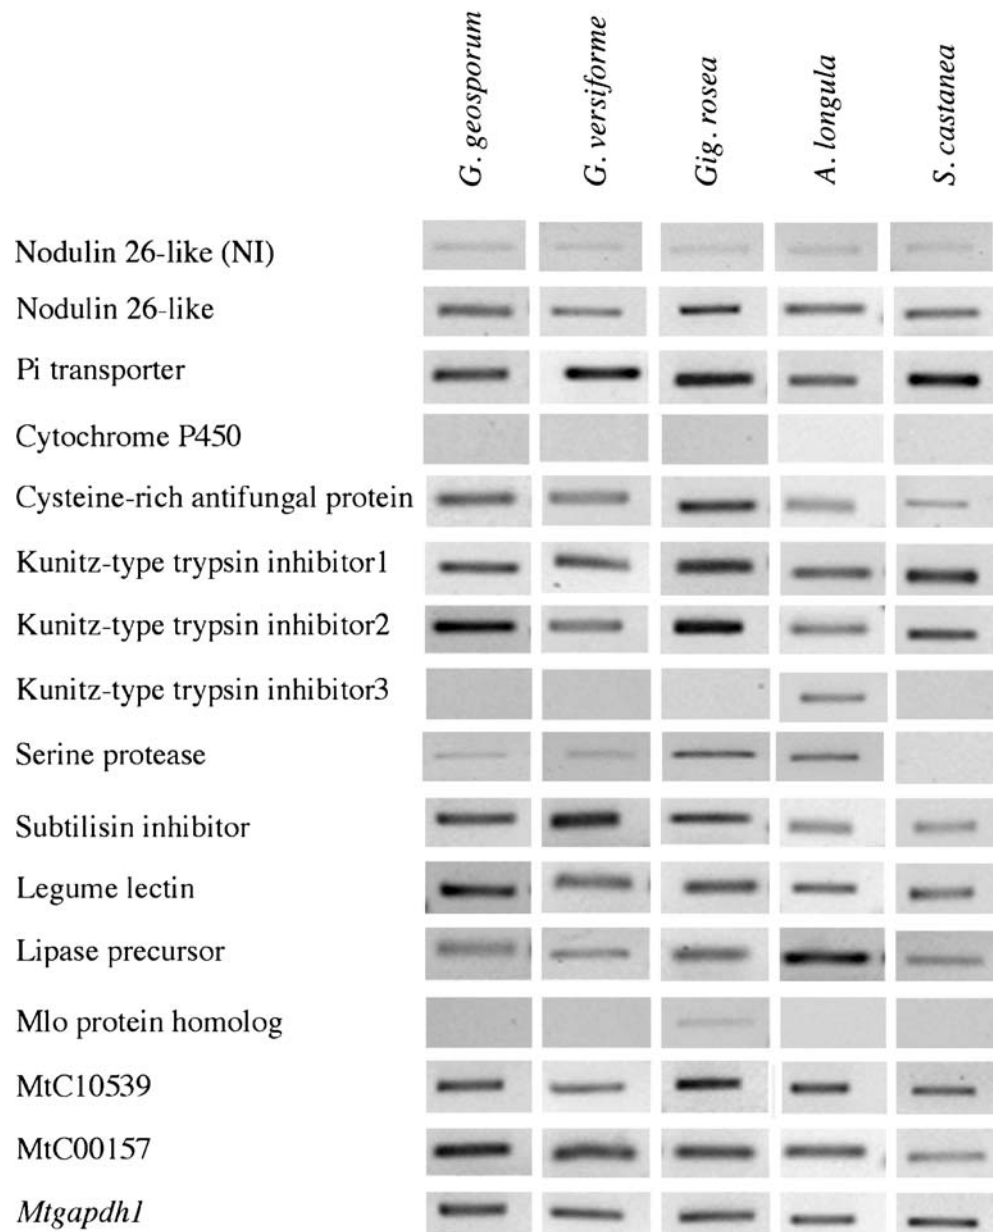 G. geosporum
G. versiforme
Gig. rosea
A. longula
S. castanea
Nodulin 26-like (NI)
Nodulin 26-like
Pi transporter
Cytochrome P450
Cysteine-rich antifungal protein
Kunitz-type trypsin inhibitor1
Kunitz-type trypsin inhibitor2
Kunitz-type trypsin inhibitor3
Serine protease
Subtilisin inhibitor
Legume lectin
Lipase precursor
Mlo protein homolog
MtC10539
MtC00157
Mtgapdh1